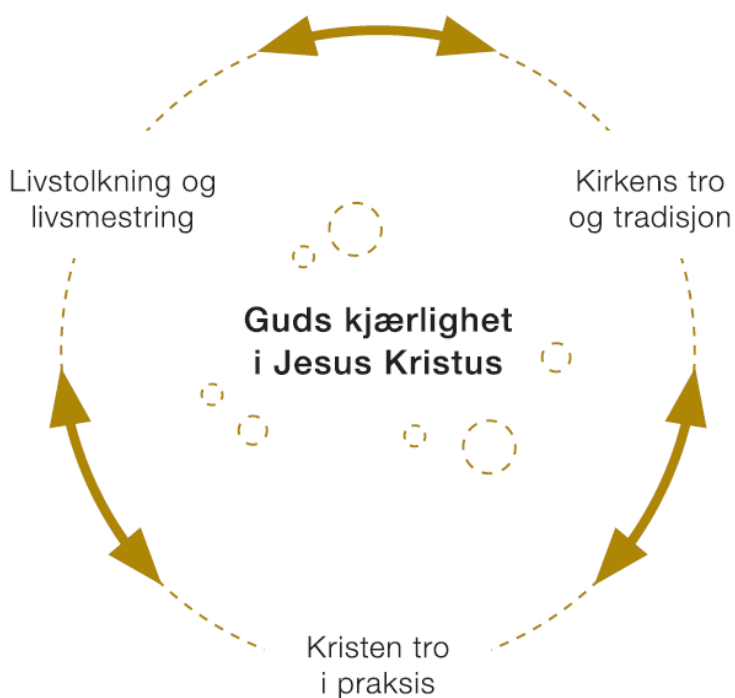 Livstolkning og
livsmestring
Kirkens tro
og tradisjon
Guds kjærlighet
i Jesus Kristus
Kristen tro
i praksis